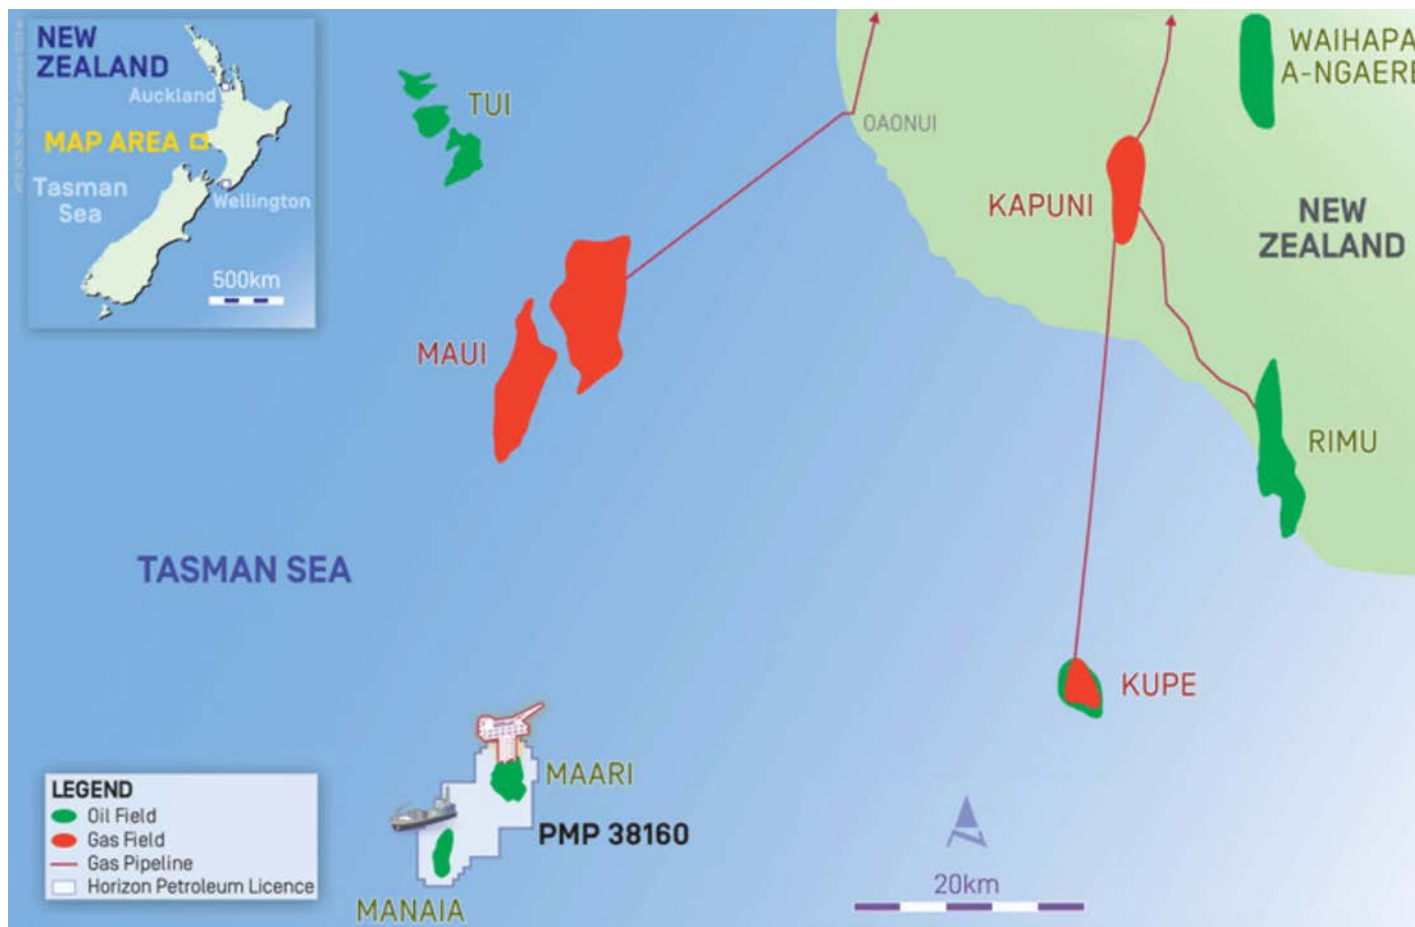 NEW
ZEALAND
Auckland
MAP AREA
Tasman
Sea
Wellington
500km
TUI
OAONUI
WAIHAPA
A-NGAERE
KAPUNI
NEW
ZEALAND
MAUI
RIMU
TASMAN SEA
KUPE
MAARI
PMP 38160
MANAIA
LEGEND
Oil Field
Gas Field
Gas Pipeline
Horizon Petroleum Licence
20km